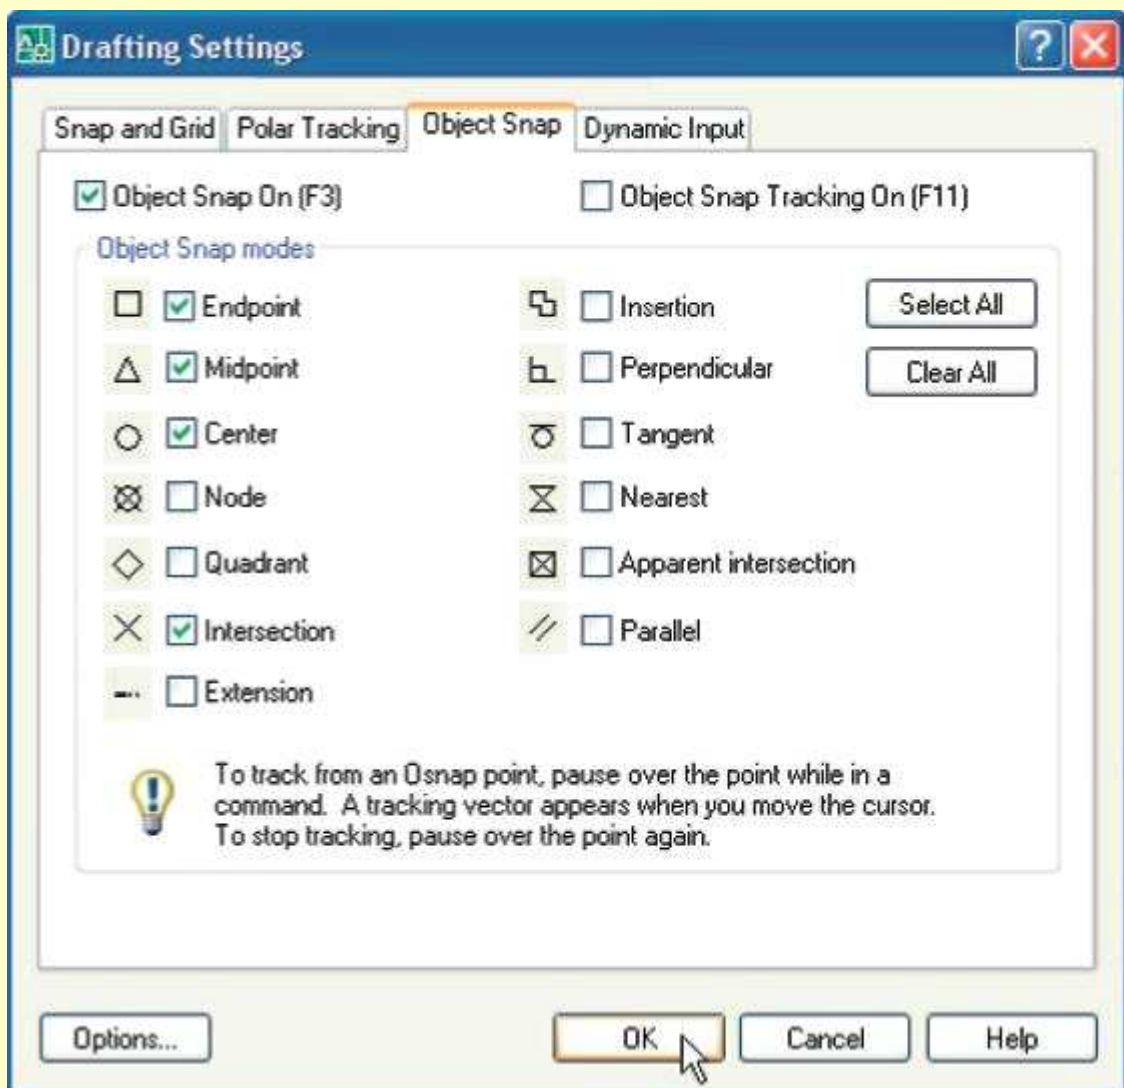 Drafting Settings
Snap and Grid Polar Tracking Object Snap Dynamic Input
Object Snap On (F3) Object Snap Tracking On (F11)
Object Snap modes
Endpoint Insertion Select All
Midpoint Perpendicular Clear All
Center Tangent
Node Nearest
Quadrant Apparent intersection
Intersection Parallel
Extension
To track from an Osnap point, pause over the point while in a
command. A tracking vector appears when you move the cursor.
To stop tracking, pause over the point again.
Options... OK Cancel Help